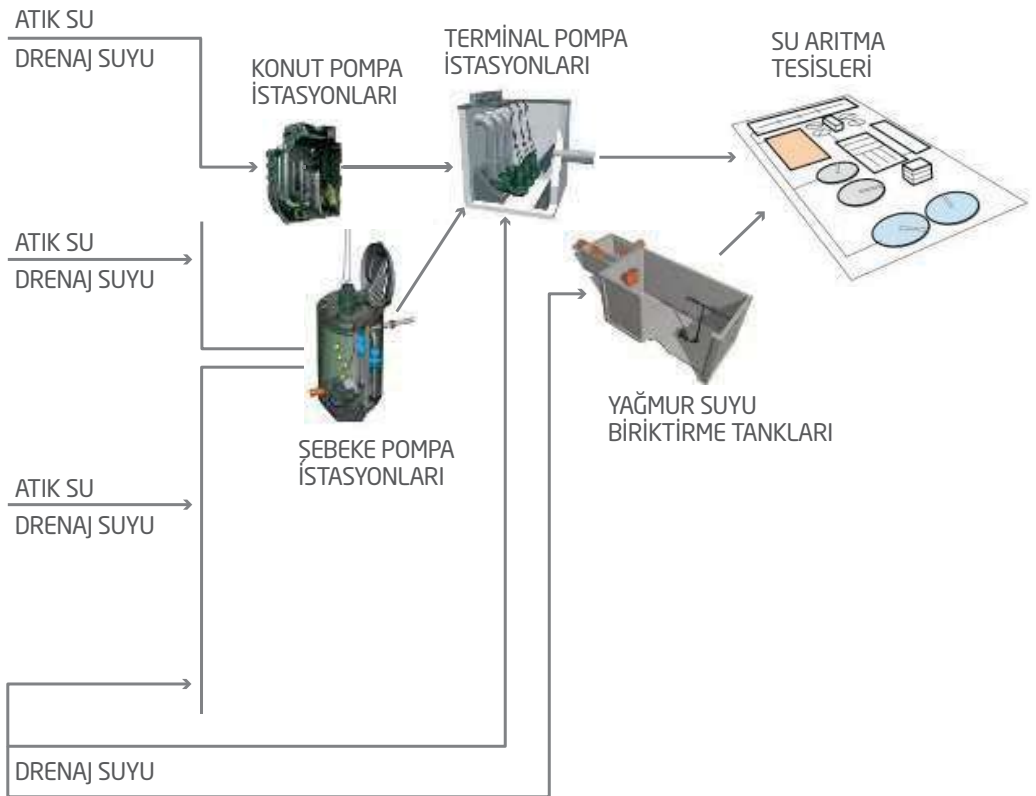 ATIK SU
DRENAJ SUYU
KONUT POMPA
İSTASYONLARI
TERMİNAL POMPA
İSTASYONLARI
SU ARITMA
TESİSLERİ
ATIK SU
DRENAJ SUYU
YAĞMUR SUYU
BİRİKTİRME TANKLARI
ŞEBEKE POMPA
İSTASYONLARI
ATIK SU
DRENAJ SUYU
DRENAJ SUYU